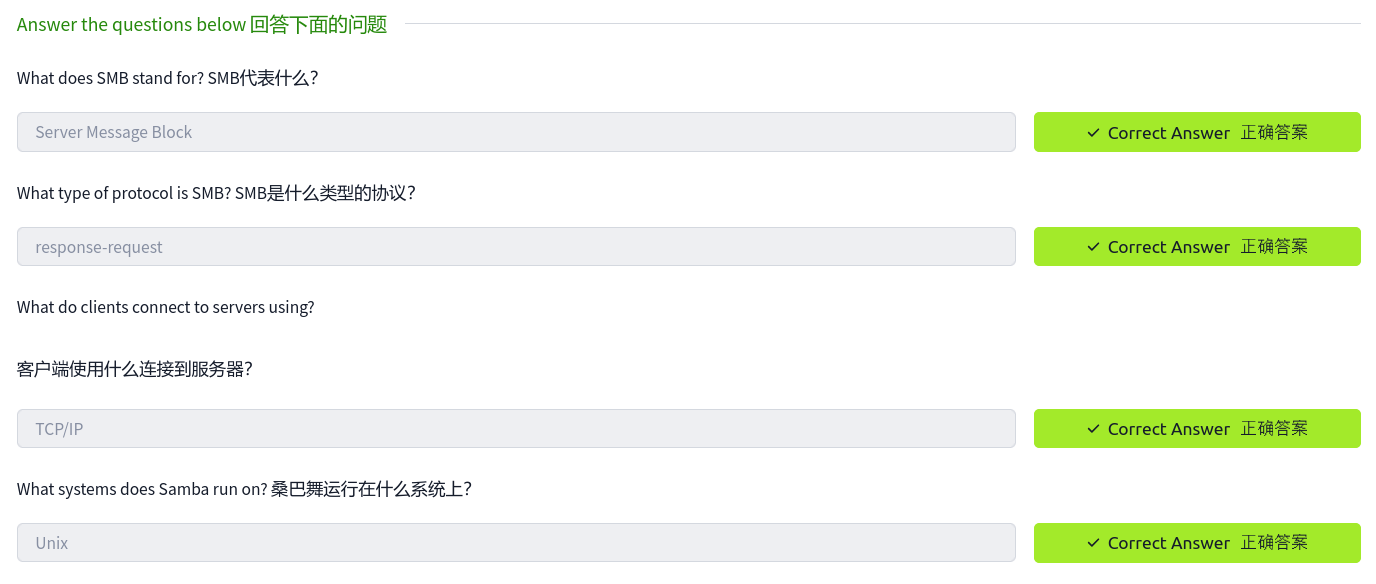 Answer the questions below 回答下面的问题
What does SMB stand for? SMB代表什么?
Server Message Block
✓ Correct Answer 正确答案
What type of protocol is SMB? SMB是什么类型的协议?
response-request
✓ Correct Answer 正确答案
What do clients connect to servers using?
客户端使用什么连接到服务器?
TCP/IP
✓ Correct Answer 正确答案
What systems does Samba run on? 桑巴舞运行在什么系统上?
Unix
✓ Correct Answer 正确答案